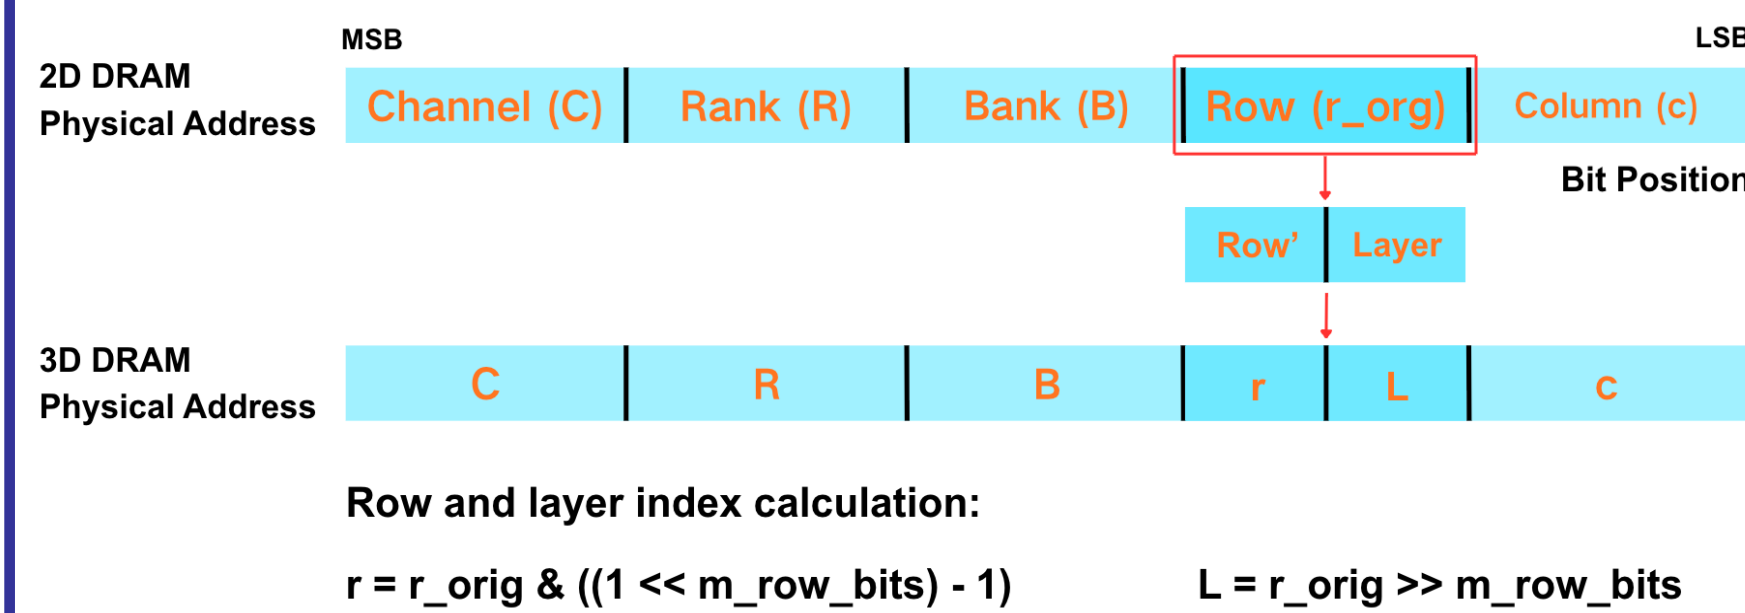 MSB
LSB
2D DRAM
Physical Address
Channel (C) Rank (R) Bank (B) Row (r_org) Column (c)
Bit Position
Row’ Layer
3D DRAM
Physical Address
C R B r L c
Row and layer index calculation:
r = r_orig & ((1 << m_row_bits) - 1)
L = r_orig >> m_row_bits